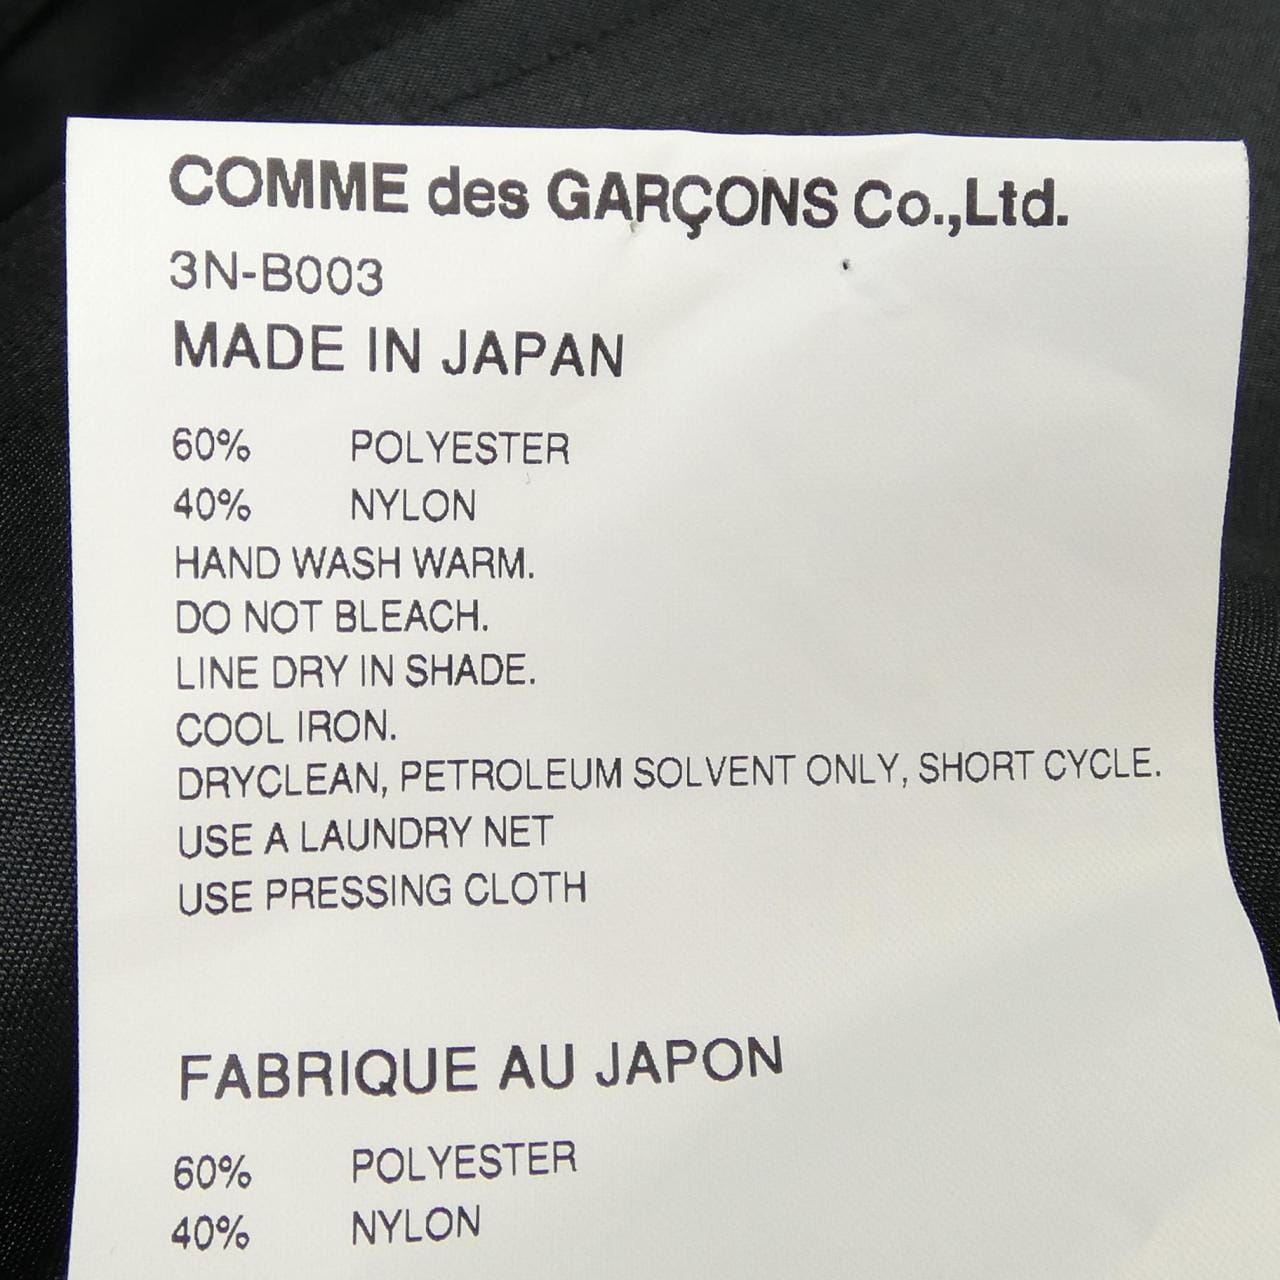 COMME des GARÇONS Co.,Ltd.
3N-B003
MADE IN JAPAN
60% POLYESTER
40% NYLON
HAND WASH WARM.
DO NOT BLEACH.
LINE DRY IN SHADE.
COOL IRON.
DRYCLEAN, PETROLEUM SOLVENT ONLY, SHORT CYCLE.
USE A LAUNDRY NET
USE PRESSING CLOTH
FABRIQUE AU JAPON
60% POLYESTER
40% NYLON